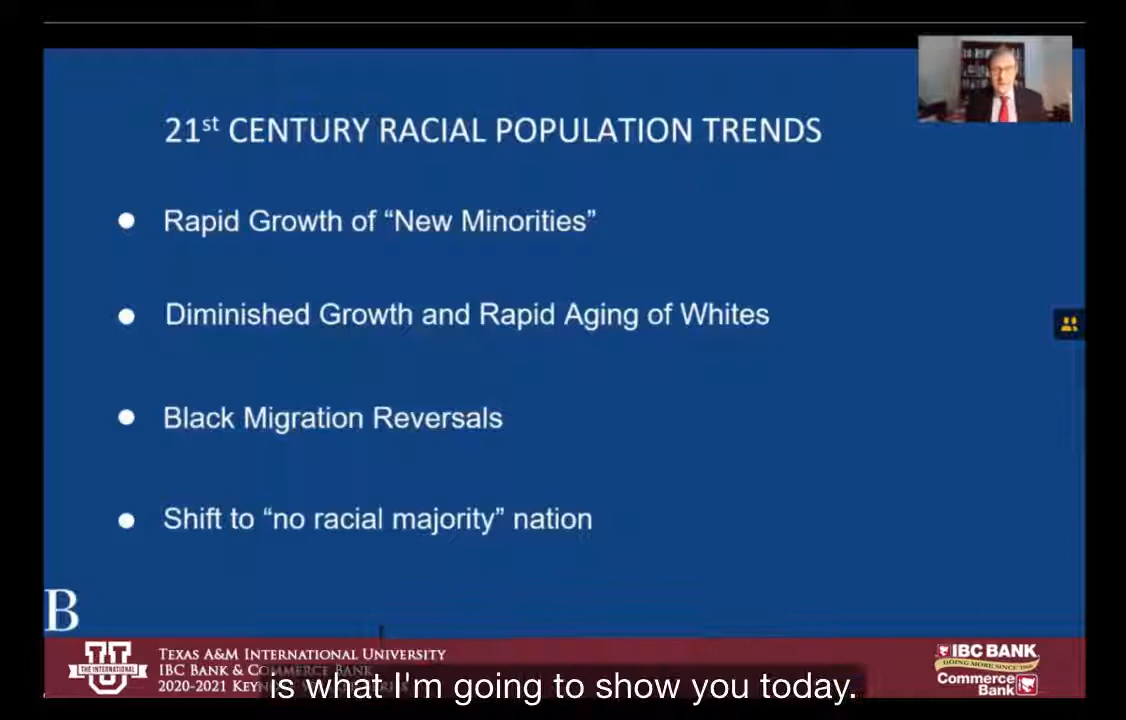 21st CENTURY RACIAL POPULATION TRENDS
Rapid Growth of “New Minorities”
Diminished Growth and Rapid Aging of Whites
Black Migration Reversals
Shift to “no racial majority” nation
B
U
THE INTERNATIONAL
TEXAS A&M INTERNATIONAL UNIVERSITY
IBC BANK & COMMERCE BANK
2020-2021
IBC BANK
DOING MORE SINCE 1966
Commerce
Bank
is what I'm going to show you today.